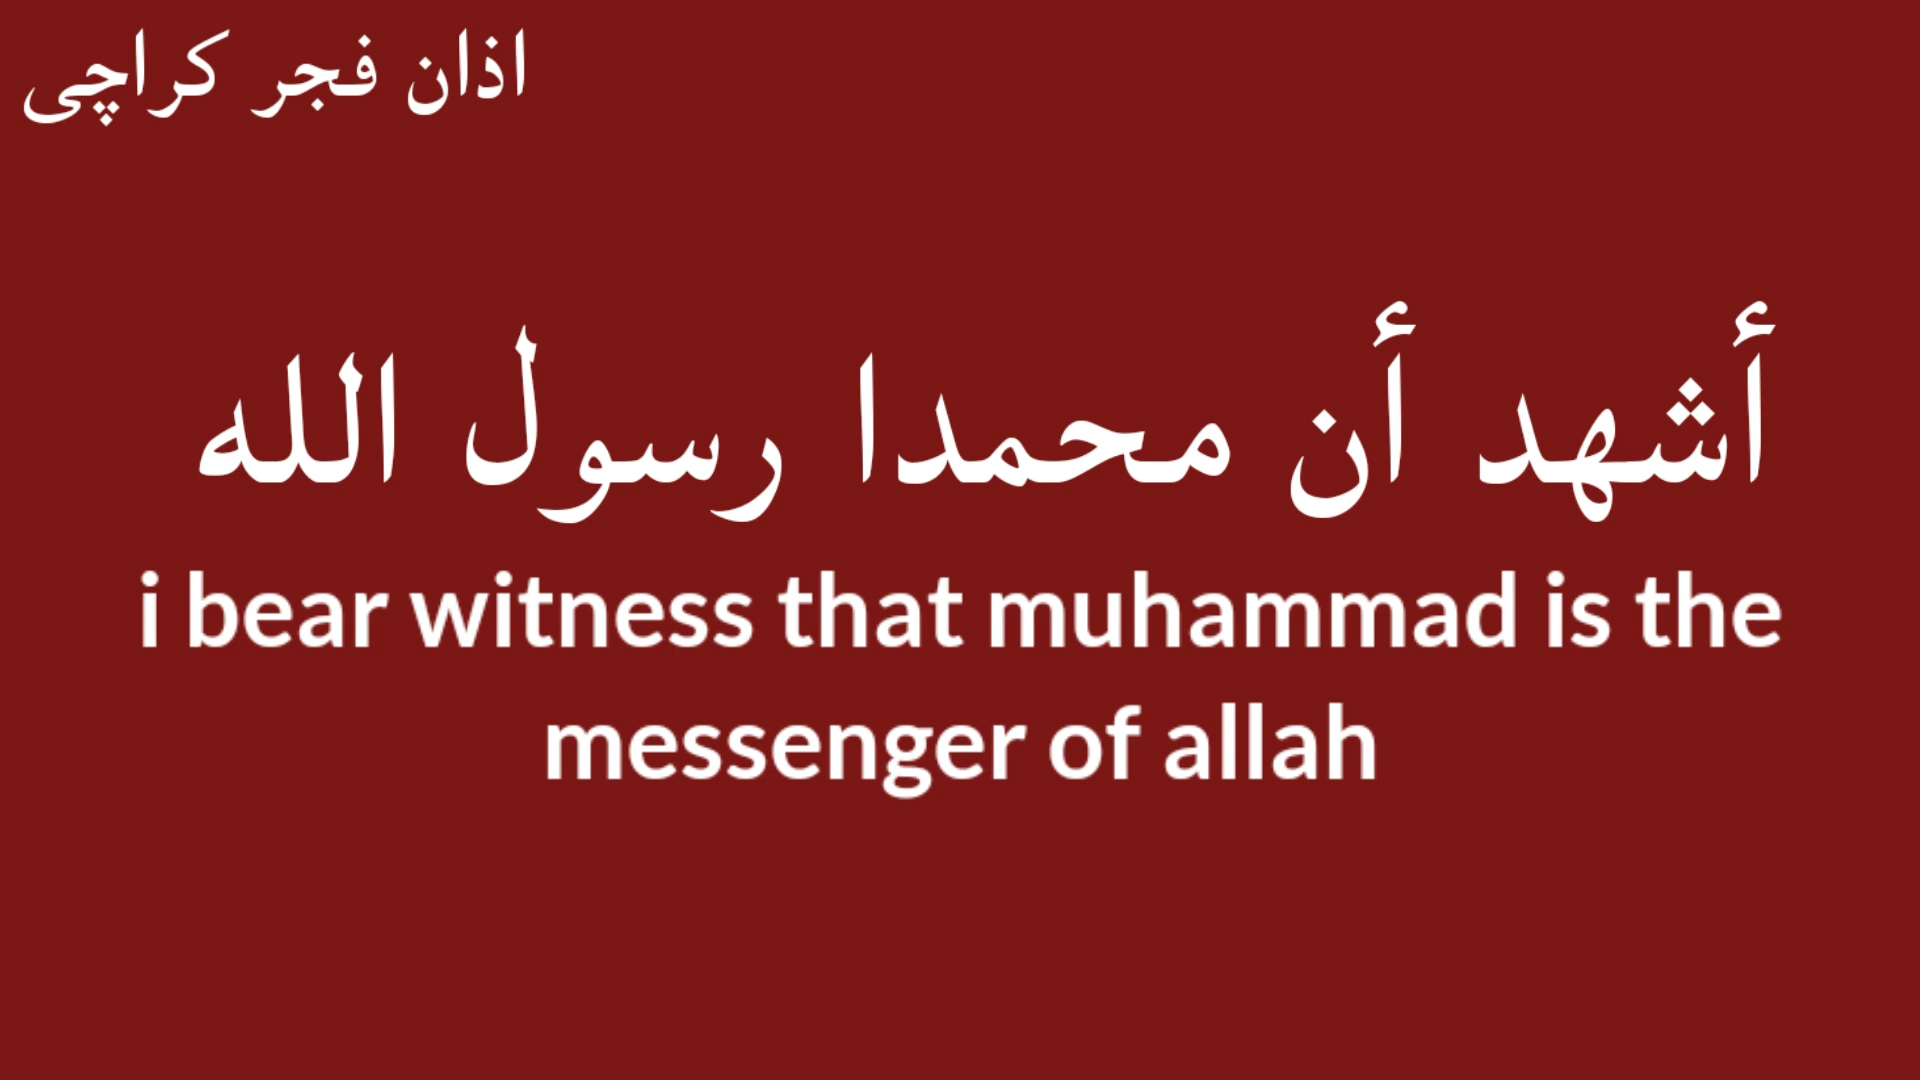 اذان فجر کراچی
أشهد أن محمدا رسول الله
i bear witness that muhammad is the
messenger of allah